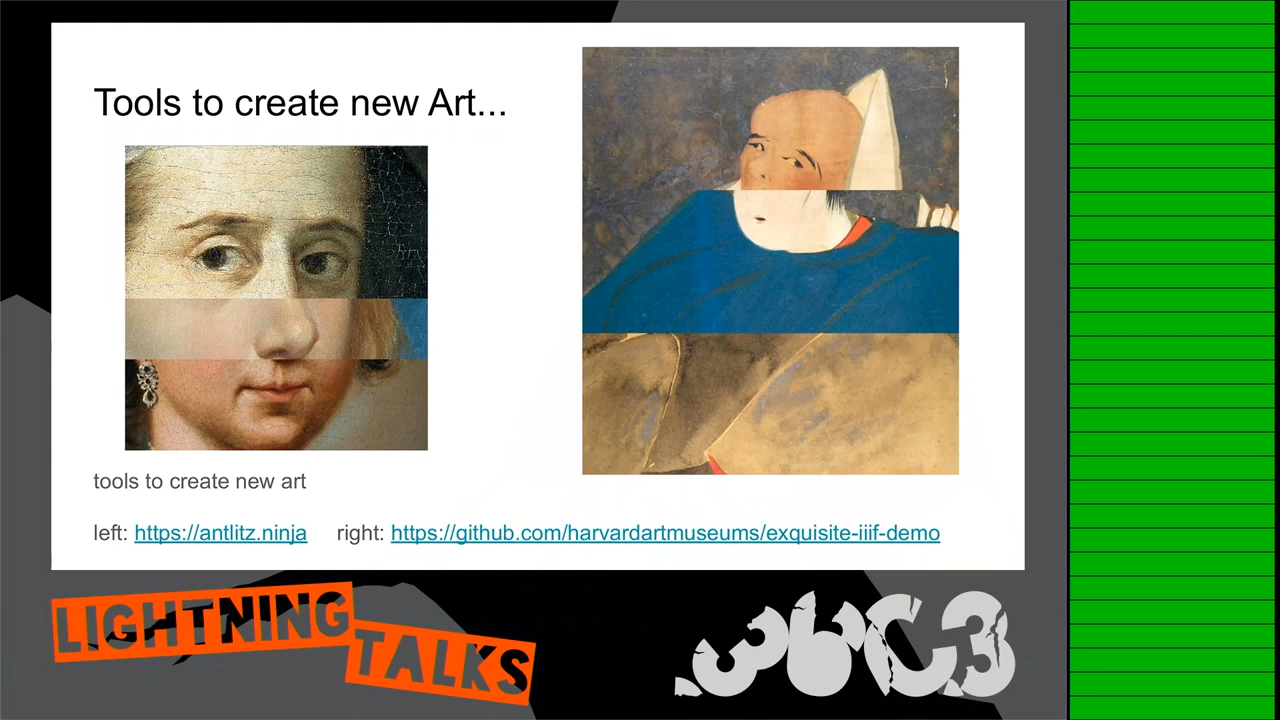 Tools to create new Art...
tools to create new art
left: https://antlitz.ninja right: https://github.com/harvardartmuseums/exquisite-iiif-demo
LIGHTNING
TALKS
36C3